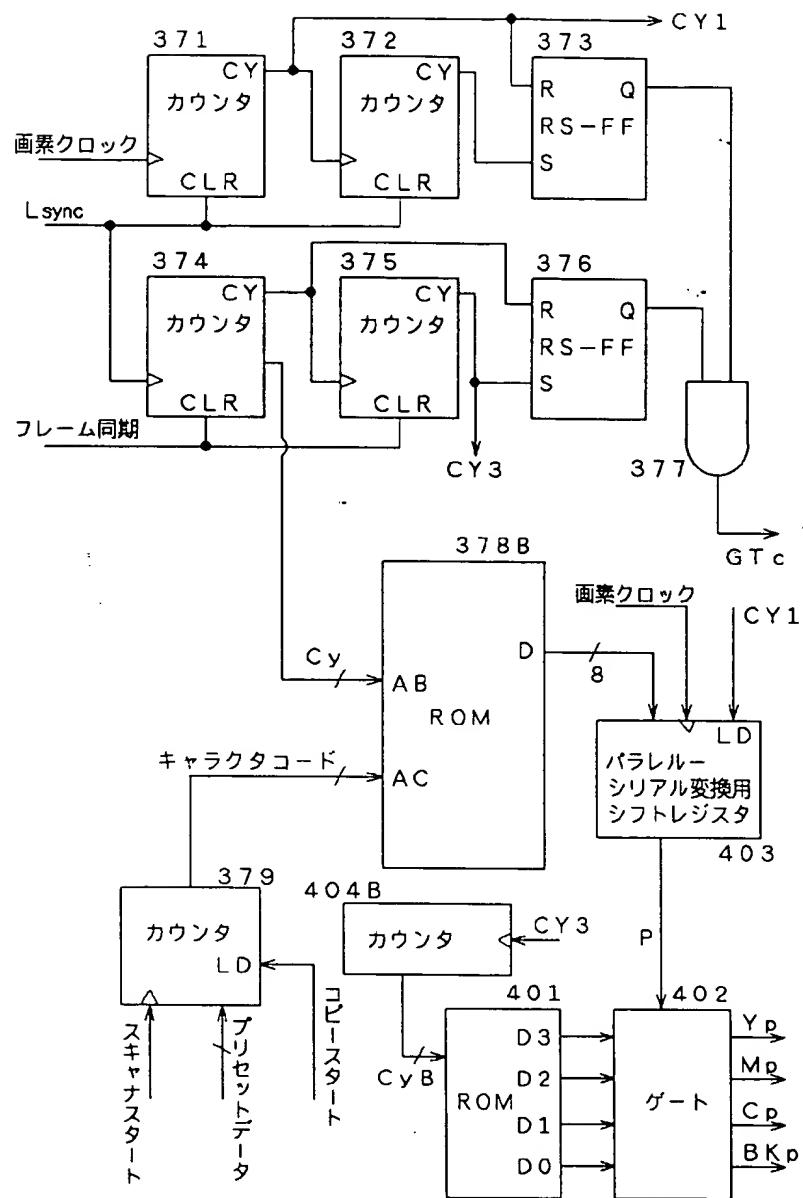 371
372
373
CY1
CY
カウンタ
CLR
CY
カウンタ
R
Q
RS-FF
S
画素クロック
Lsync
374
375
376
CY
カウンタ
CLR
CY
カウンタ
CLR
R
Q
RS-FF
S
フレーム同期
CY3
377
GTc
378B
画素クロック
CY1
Cy
AB
D
8
ROM
キャラクタコード
AC
LD
パラレルー
シリアル変換用
シフトレジスタ
403
379
404B
カウンタ
LD
カウンタ
CY3
P
スキャナスタート
プリセットデータ
コピースタート
CyB
401
ROM
D3
D2
D1
D0
402
ゲート
Yp
Mp
Cp
BKp